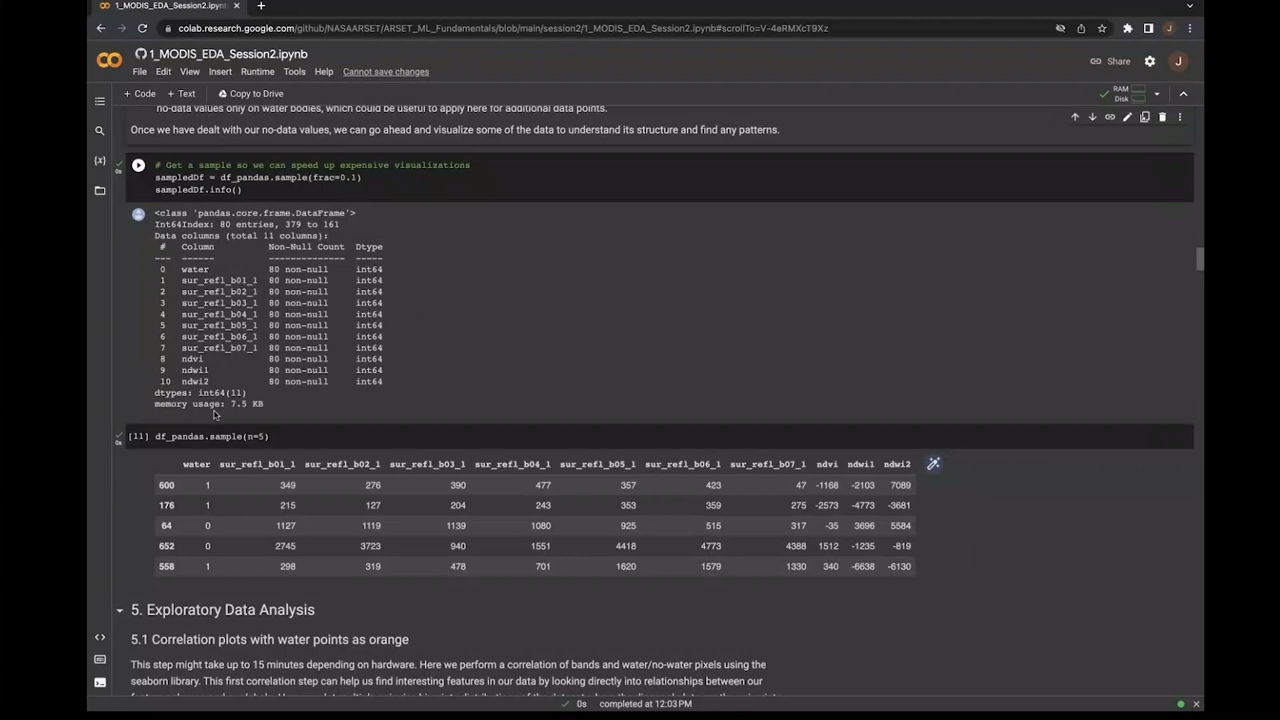 1_MODIS_EDA_Session2.ipynb
colab.research.google.com/github/NASAARSET/ARSET_ML_Fundamentals/blob/main/session2/1_MODIS_EDA_Session2.ipynb#scrollTo=V-4eRMXcT9Xz
J
1_MODIS_EDA_Session2.ipynb
Share
J
File Edit View Insert Runtime Tools Help Cannot save changes
+ Code + Text Copy to Drive
RAM
Disk
no-data values only on water bodies, which could be useful to apply here for additional data points.
Once we have dealt with our no-data values, we can go ahead and visualize some of the data to understand its structure and find any patterns.
{x}
0s
# Get a sample so we can speed up expensive visualizations
sampledDf = df_pandas.sample(frac=0.1)
sampledDf.info()
<class 'pandas.core.frame.DataFrame'>
Int64Index: 80 entries, 379 to 161
Data columns (total 11 columns):
# Column Non-Null Count Dtype
--- ------ -------------- -----
0 water 80 non-null int64
1 sur_refl_b01_1 80 non-null int64
2 sur_refl_b02_1 80 non-null int64
3 sur_refl_b03_1 80 non-null int64
4 sur_refl_b04_1 80 non-null int64
5 sur_refl_b05_1 80 non-null int64
6 sur_refl_b06_1 80 non-null int64
7 sur_refl_b07_1 80 non-null int64
8 ndvi 80 non-null int64
9 ndwi1 80 non-null int64
10 ndwi2 80 non-null int64
dtypes: int64(11)
memory usage: 7.5 KB
0s
[11] df_pandas.sample(n=5)
water sur_refl_b01_1 sur_refl_b02_1 sur_refl_b03_1 sur_refl_b04_1 sur_refl_b05_1 sur_refl_b06_1 sur_refl_b07_1 ndvi ndwi1 ndwi2
600 1 349 276 390 477 357 423 47 -1168 -2103 7089
176 1 215 127 204 243 353 359 275 -2573 -4773 -3681
64 0 1127 1119 1139 1080 925 515 317 -35 3696 5584
652 0 2745 3723 940 1551 4418 4773 4388 1512 -1235 -819
558 1 298 319 478 701 1620 1579 1330 340 -6638 -6130
5. Exploratory Data Analysis
5.1 Correlation plots with water points as orange
This step might take up to 15 minutes depending on hardware. Here we perform a correlation of bands and water/no-water pixels using the
seaborn library. This first correlation step can help us find interesting features in our data by looking directly into relationships between our
0s completed at 12:03 PM